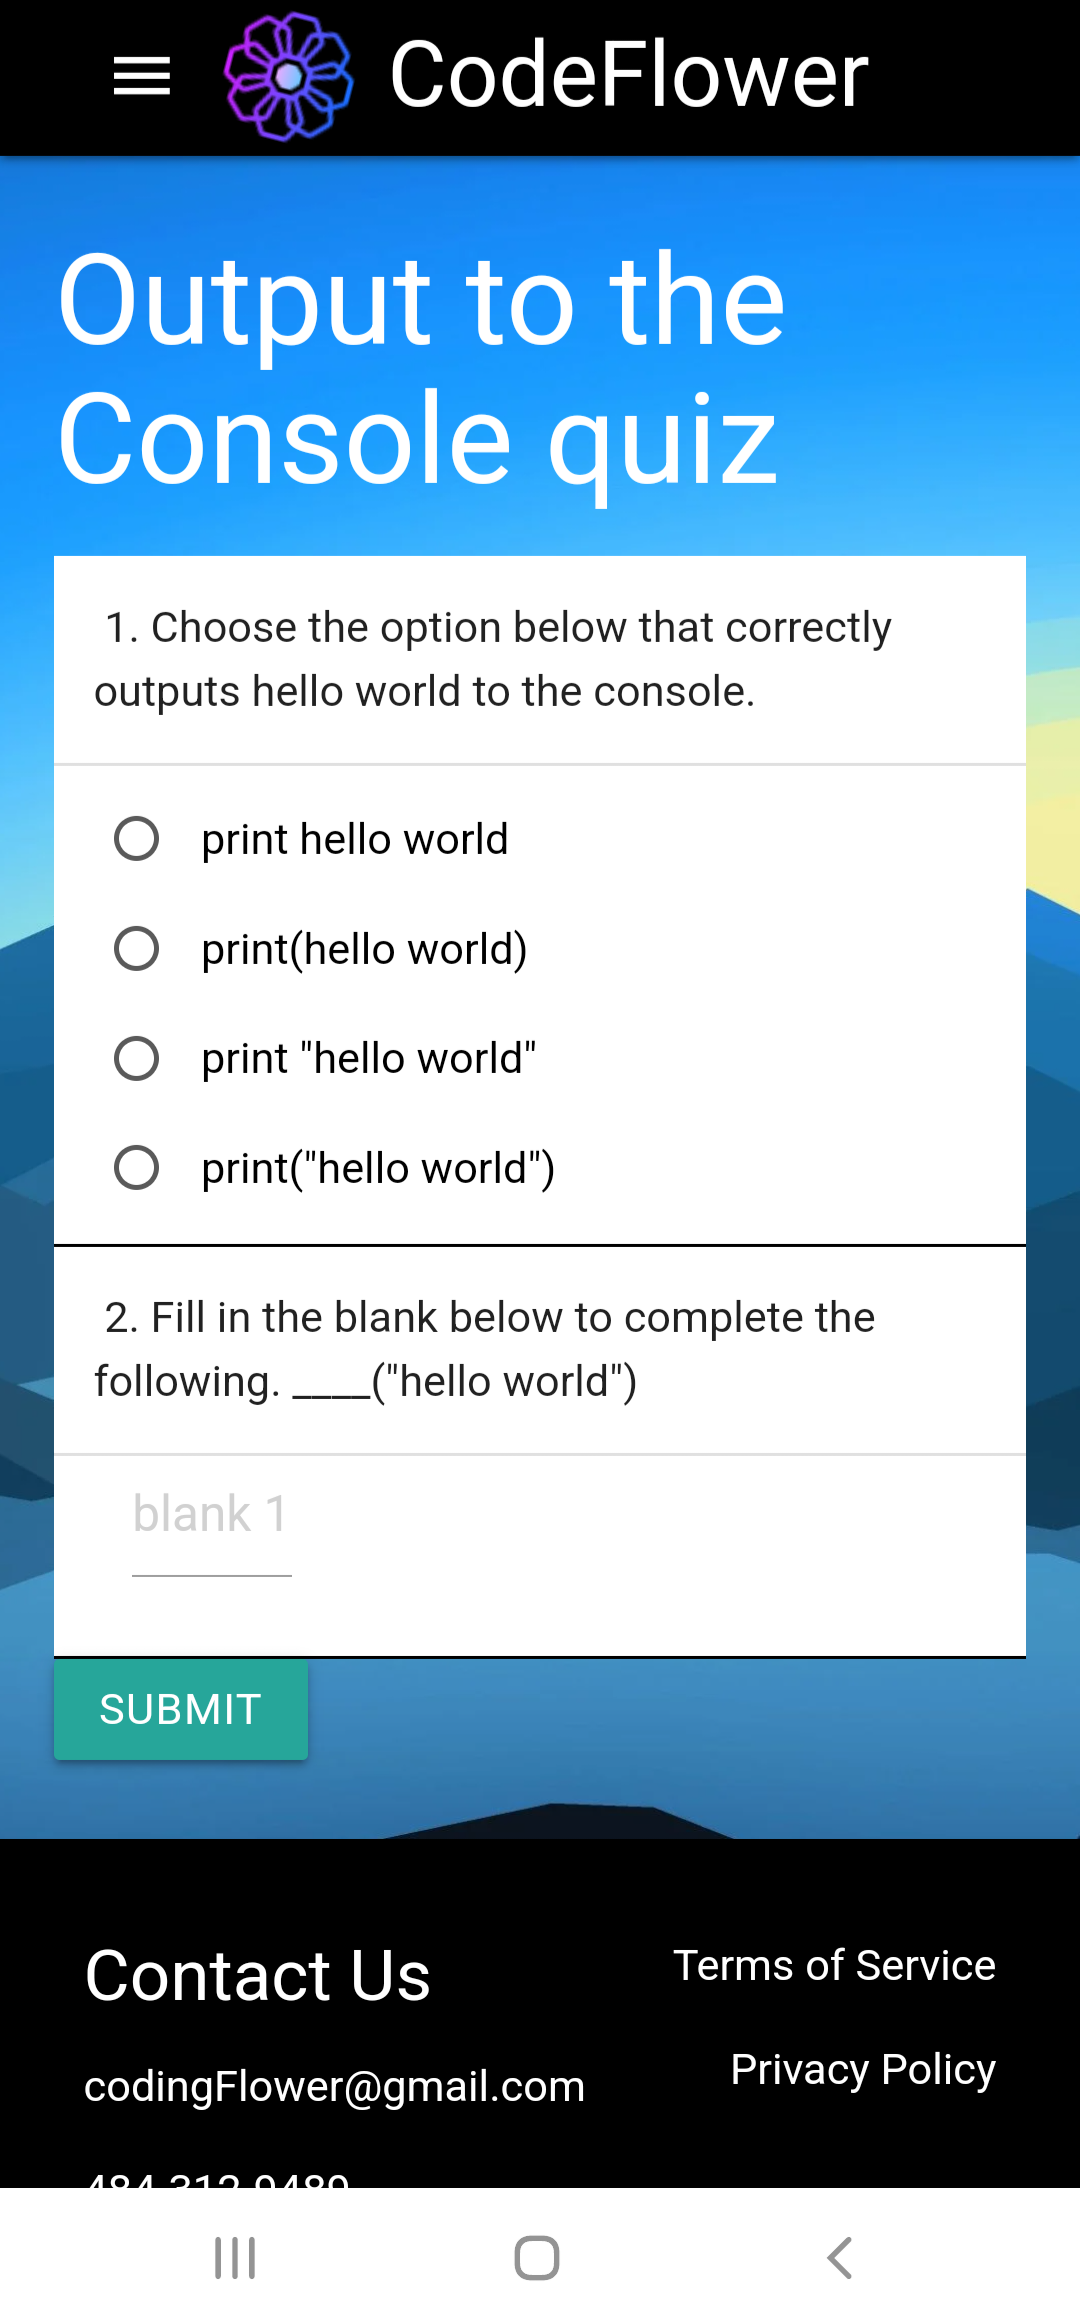 CodeFlower
Output to the
Console quiz
1. Choose the option below that correctly
outputs hello world to the console.
print hello world
print(hello world)
print "hello world"
print("hello world")
2. Fill in the blank below to complete the
following. ____("hello world")
blank 1
SUBMIT
Contact Us
Terms of Service
Privacy Policy
codingFlower@gmail.com